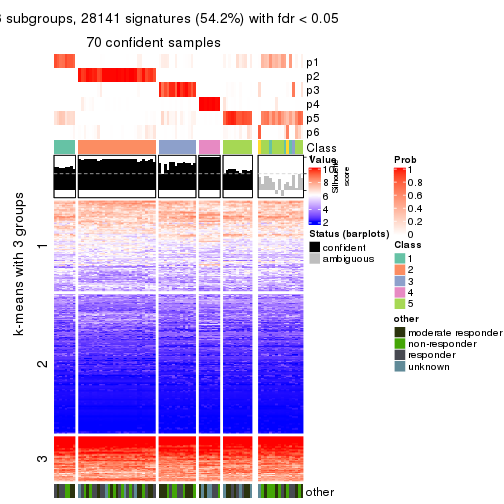 subgroups, 28141 signatures (54.2%) with fdr < 0.05
70 confident samples
p1
p2
p3
p4
p5
p6
Class
Silhouette
score
k-means with 3 groups
1
2
3
other
Value
10
8
6
4
2
Status (barplots)
confident
ambiguous
Prob
1
0.8
0.6
0.4
0.2
0
Class
1
2
3
4
5
other
moderate responder
non-responder
responder
unknown